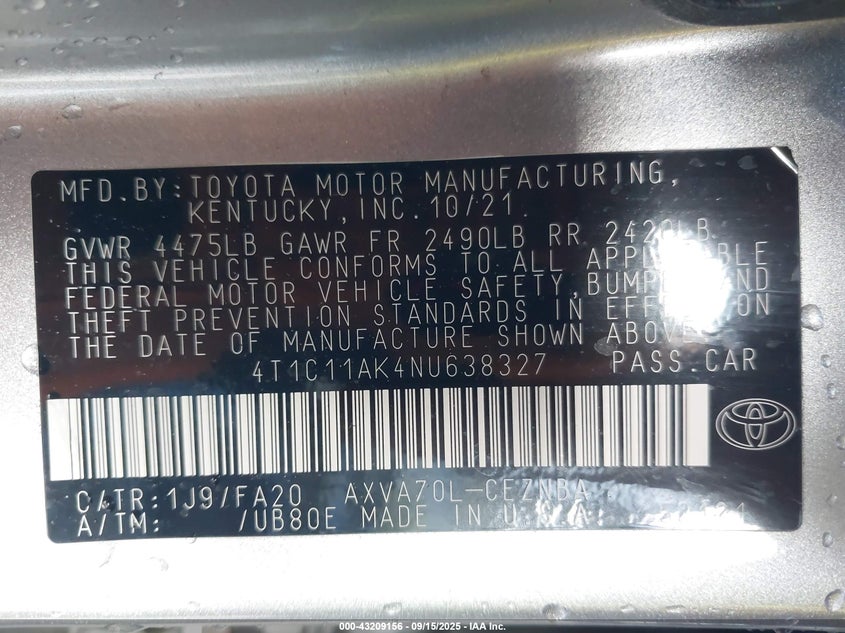 MFD.BY:TOYOTA MOTOR MANUFACTURING,
KENTUCKY,INC.10/21.
GVWR 4475LB GAWR FR 2490LB RR 2420LB
THIS VEHICLE CONFORMS TO ALL
FEDERAL MOTOR VEHICLE SAFETY,
THEFT PREVENTION STANDARDS IN
THE DATE OF MANUFACTURE SHOWN ABOVE
4T1C11AK4NU638327 PASS.CAR
C/TR:1J9/FA20 AXVA70L-CEZNBA
A/TM: /UB80E MADE IN U.S.A.
000-43209156 - 09/15/2025 - IAA Inc.